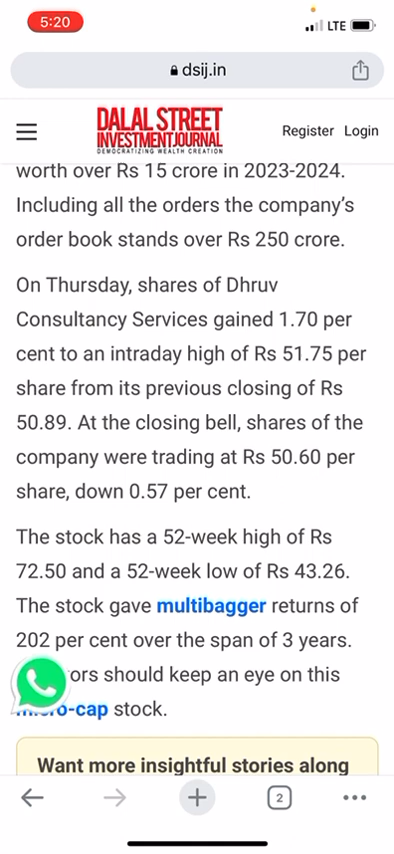 5:20
LTE
dsij.in
DALAL STREET
INVESTMENT JOURNAL
DEMOCRATIZING WEALTH CREATION
Register Login
worth over Rs 15 crore in 2023-2024.
Including all the orders the company's
order book stands over Rs 250 crore.
On Thursday, shares of Dhruv
Consultancy Services gained 1.70 per
cent to an intraday high of Rs 51.75 per
share from its previous closing of Rs
50.89. At the closing bell, shares of the
company were trading at Rs 50.60 per
share, down 0.57 per cent.
The stock has a 52-week high of Rs
72.50 and a 52-week low of Rs 43.26.
The stock gave multibagger returns of
202 per cent over the span of 3 years.
should keep an eye on this
stock.
Want more insightful stories along
2